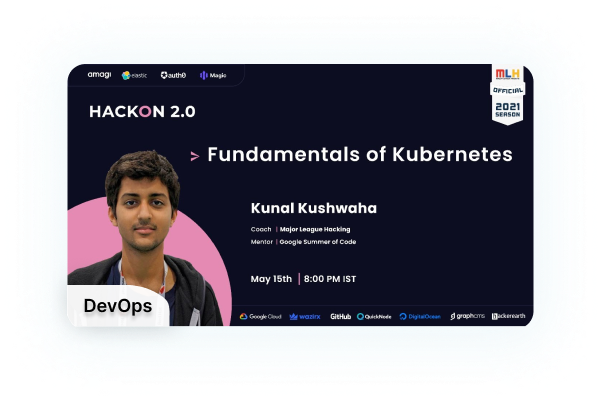 amagi elastic auth0 Magic
MLH
OFFICIAL
2021
SEASON
HACKON 2.0
> Fundamentals of Kubernetes
Kunal Kushwaha
Coach | Major League Hacking
Mentor | Google Summer of Code
May 15th | 8:00 PM IST
DevOps
Google Cloud wazirx GitHub QuickNode DigitalOcean graphcms hackerearth